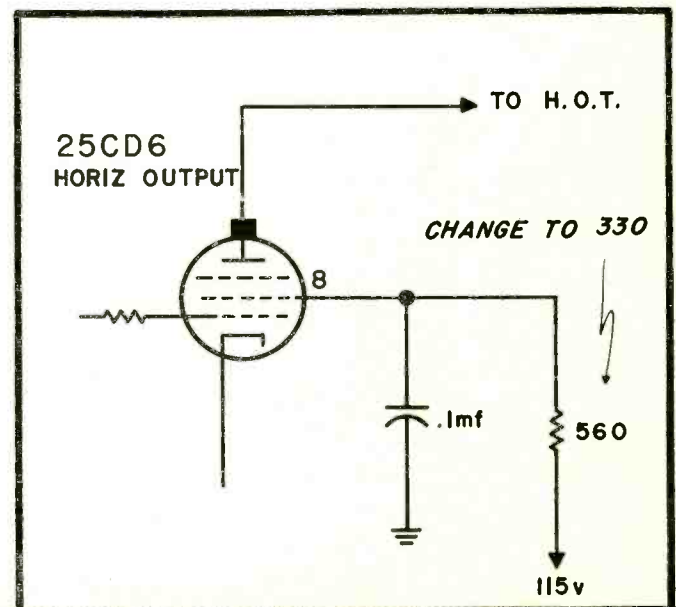 TO H.O.T.
25CD6
HORIZ OUTPUT
CHANGE TO 330
8
.1mf
560
115v